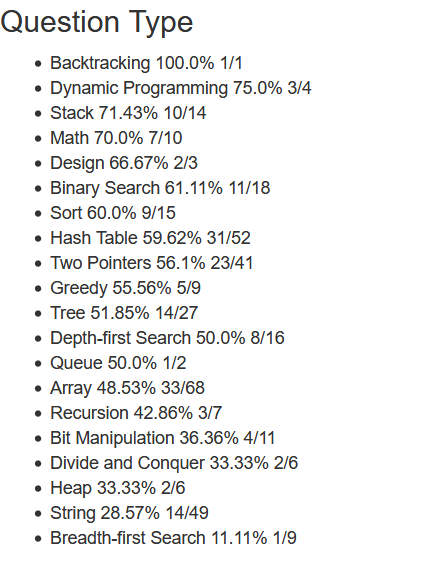 Question Type
Backtracking 100.0% 1/1
Dynamic Programming 75.0% 3/4
Stack 71.43% 10/14
Math 70.0% 7/10
Design 66.67% 2/3
Binary Search 61.11% 11/18
Sort 60.0% 9/15
Hash Table 59.62% 31/52
Two Pointers 56.1% 23/41
Greedy 55.56% 5/9
Tree 51.85% 14/27
Depth-first Search 50.0% 8/16
Queue 50.0% 1/2
Array 48.53% 33/68
Recursion 42.86% 3/7
Bit Manipulation 36.36% 4/11
Divide and Conquer 33.33% 2/6
Heap 33.33% 2/6
String 28.57% 14/49
Breadth-first Search 11.11% 1/9